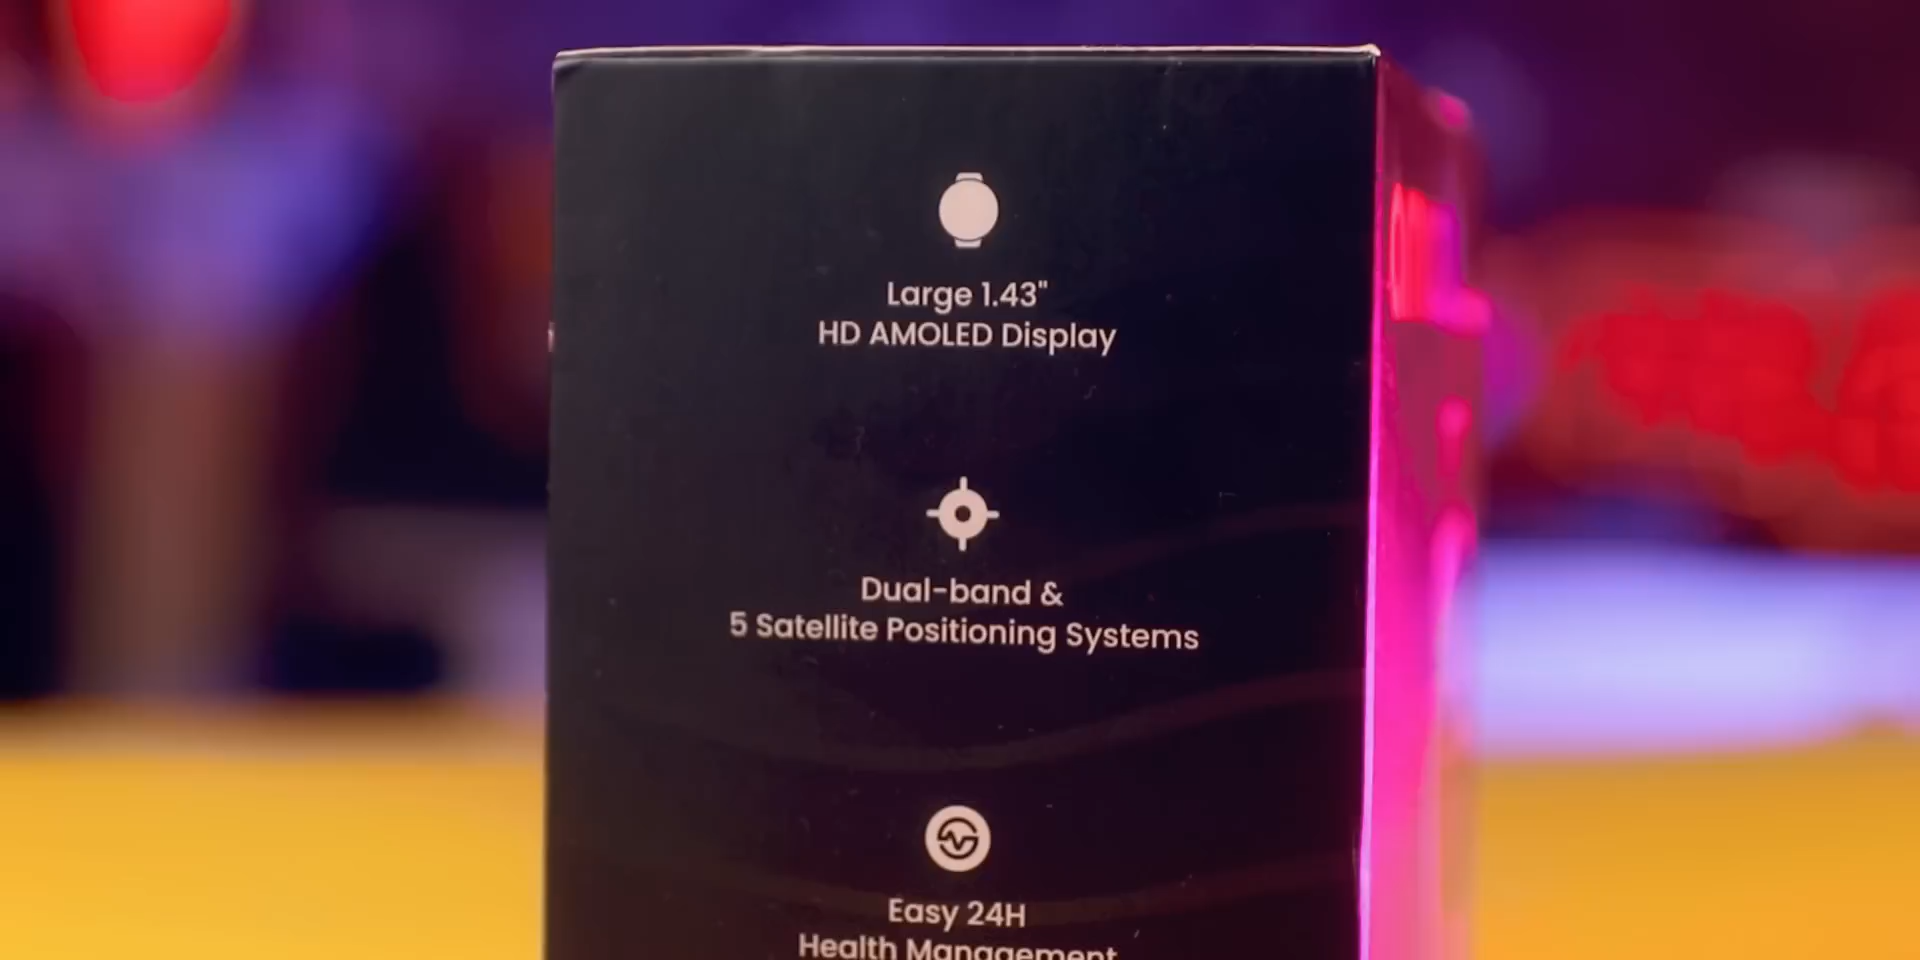 Large 1.43"
HD AMOLED Display
Dual-band &
5 Satellite Positioning Systems
Easy 24H
Health Management